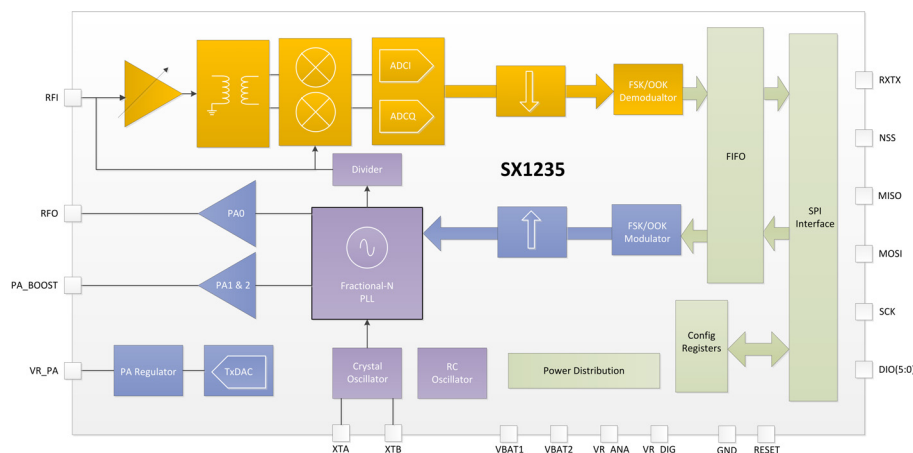 RFI
ADCI
ADCQ
FSK/OOK
Demodualtor
FIFO
SPI
Interface
RXTX
NSS
MISO
MOSI
SCK
DIO(5:0)
SX1235
Divider
RFO
PA0
Fractional-N
PLL
FSK/OOK
Modulator
PA_BOOST
PA1 & 2
VR_PA
PA Regulator
TxDAC
Crystal
Oscillator
RC
Oscillator
Power Distribution
Config
Registers
XTA
XTB
VBAT1
VBAT2
VR_ANA
VR_DIG
GND
RESET